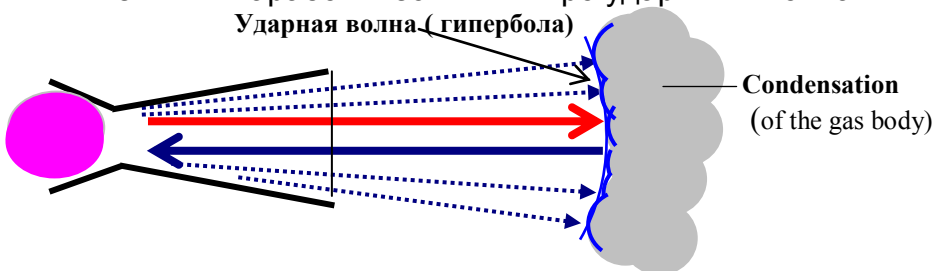 Ударная волна ( гипербола)
Condensation
(of the gas body)